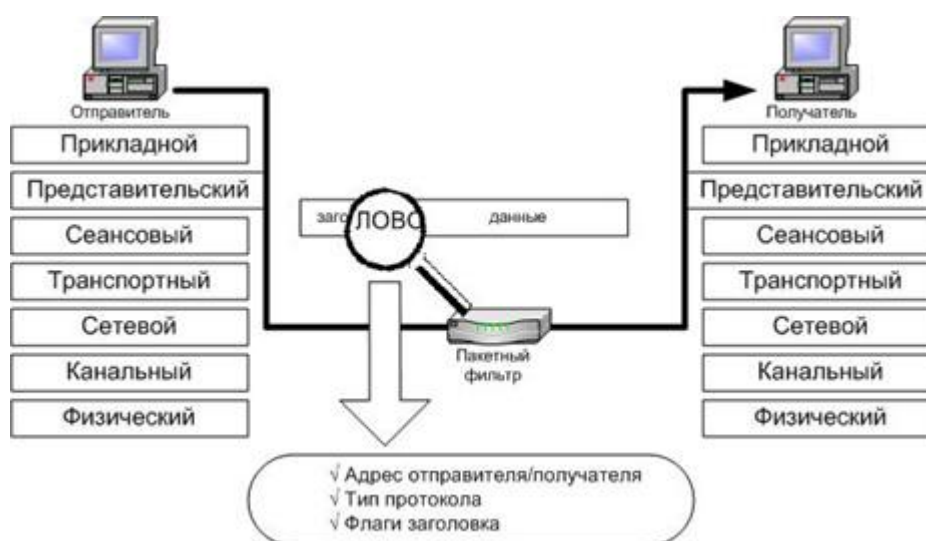 Отправитель
Прикладной
Представительский
Сеансовый
Транспортный
Сетевой
Канальный
Физический
заго ЛОВО данные
Пакетный
фильтр
√ Адрес отправителя/получателя
√ Тип протокола
√ Флаги заголовка
Получатель
Прикладной
Представительский
Сеансовый
Транспортный
Сетевой
Канальный
Физический